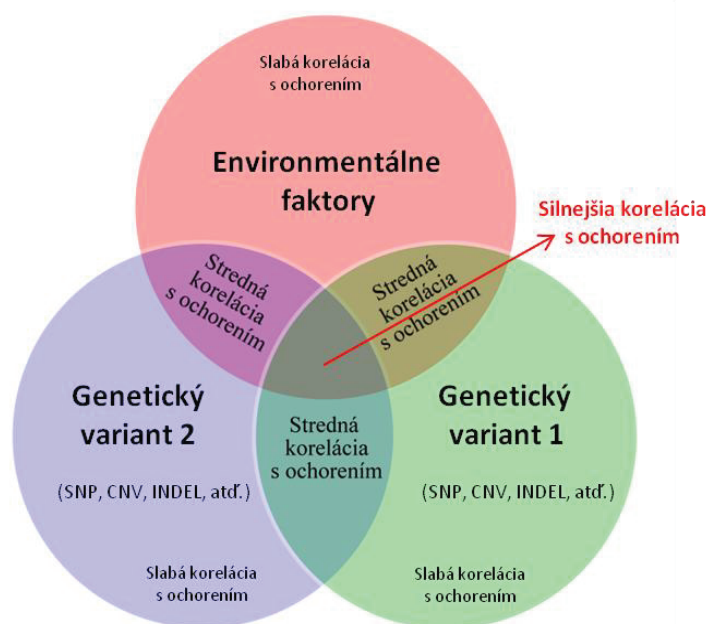 Slabá korelácia
s ochorením
Environmentálne
faktory
Silnejšia korelácia
s ochorením
Stredná
korelácia
s ochorením
Stredná
korelácia
s ochorením
Genetický
variant 2
(SNP, CNV, INDEL, atď.)
Stredná
korelácia
s ochorením
Genetický
variant 1
(SNP, CNV, INDEL, atď.)
Slabá korelácia
s ochorením
Slabá korelácia
s ochorením